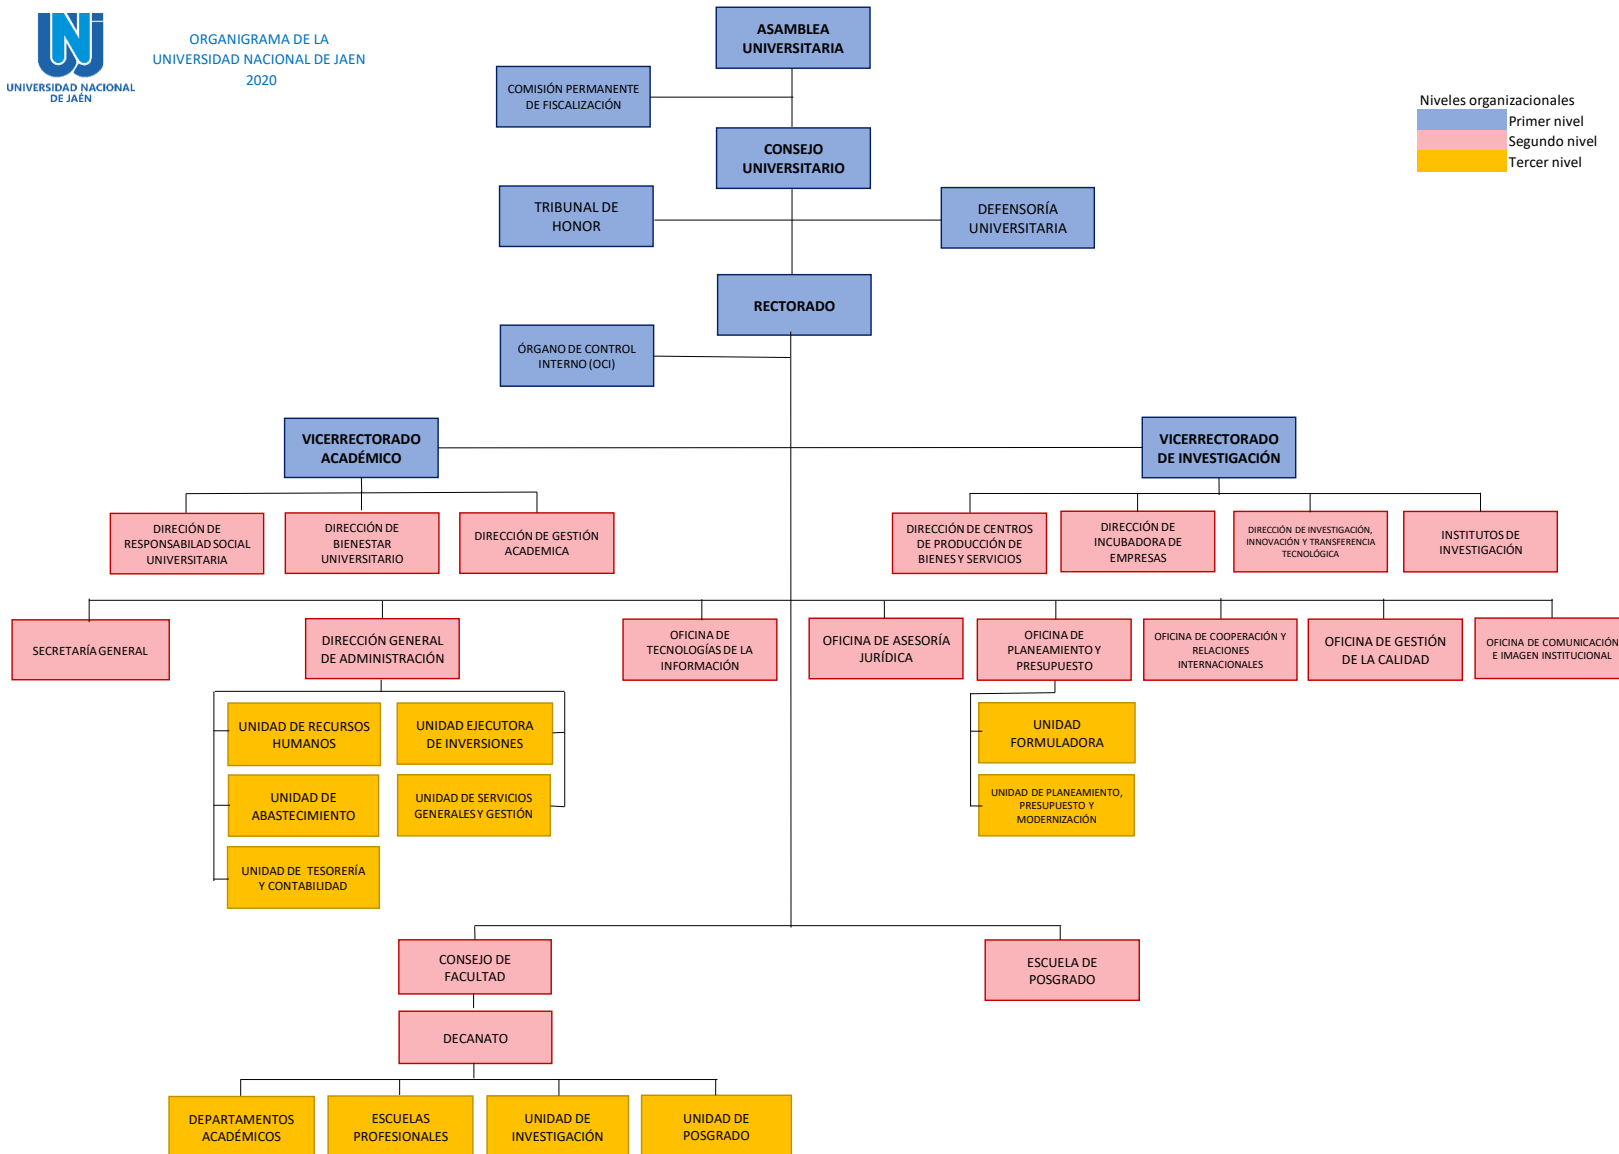 UNIVERSIDAD NACIONAL
DE JAÉN
ORGANIGRAMA DE LA
UNIVERSIDAD NACIONAL DE JAEN
2020
ASAMBLEA
UNIVERSITARIA
COMISIÓN PERMANENTE
DE FISCALIZACIÓN
Niveles organizacionales
Primer nivel
Segundo nivel
Tercer nivel
CONSEJO
UNIVERSITARIO
TRIBUNAL DE
HONOR
DEFENSORÍA
UNIVERSITARIA
RECTORADO
ÓRGANO DE CONTROL
INTERNO (OCI)
VICERRECTORADO
ACADÉMICO
VICERRECTORADO
DE INVESTIGACIÓN
DIRECIÓN DE
RESPONSABILAD SOCIAL
UNIVERSITARIA
DIRECCIÓN DE
BIENESTAR
UNIVERSITARIO
DIRECCIÓN DE GESTIÓN
ACADEMICA
DIRECCIÓN DE CENTROS
DE PRODUCCIÓN DE
BIENES Y SERVICIOS
DIRECCIÓN DE
INCUBADORA DE
EMPRESAS
DIRECCIÓN DE INVESTIGACIÓN,
INNOVACIÓN Y TRANSFERENCIA
TECNOLÓGICA
INSTITUTOS DE
INVESTIGACIÓN
SECRETARÍA GENERAL
DIRECCIÓN GENERAL
DE ADMINISTRACIÓN
OFICINA DE
TECNOLOGÍAS DE LA
INFORMACIÓN
OFICINA DE ASESORÍA
JURÍDICA
OFICINA DE
PLANEAMIENTO Y
PRESUPUESTO
OFICINA DE COOPERACIÓN Y
RELACIONES
INTERNACIONALES
OFICINA DE GESTIÓN
DE LA CALIDAD
OFICINA DE COMUNICACIÓN
E IMAGEN INSTITUCIONAL
UNIDAD DE RECURSOS
HUMANOS
UNIDAD EJECUTORA
DE INVERSIONES
UNIDAD
FORMULADORA
UNIDAD DE
ABASTECIMIENTO
UNIDAD DE SERVICIOS
GENERALES Y GESTIÓN
UNIDAD DE PLANEAMIENTO,
PRESUPUESTO Y
MODERNIZACIÓN
UNIDAD DE TESORERÍA
Y CONTABILIDAD
CONSEJO DE
FACULTAD
ESCUELA DE
POSGRADO
DECANATO
DEPARTAMENTOS
ACADÉMICOS
ESCUELAS
PROFESIONALES
UNIDAD DE
INVESTIGACIÓN
UNIDAD DE
POSGRADO